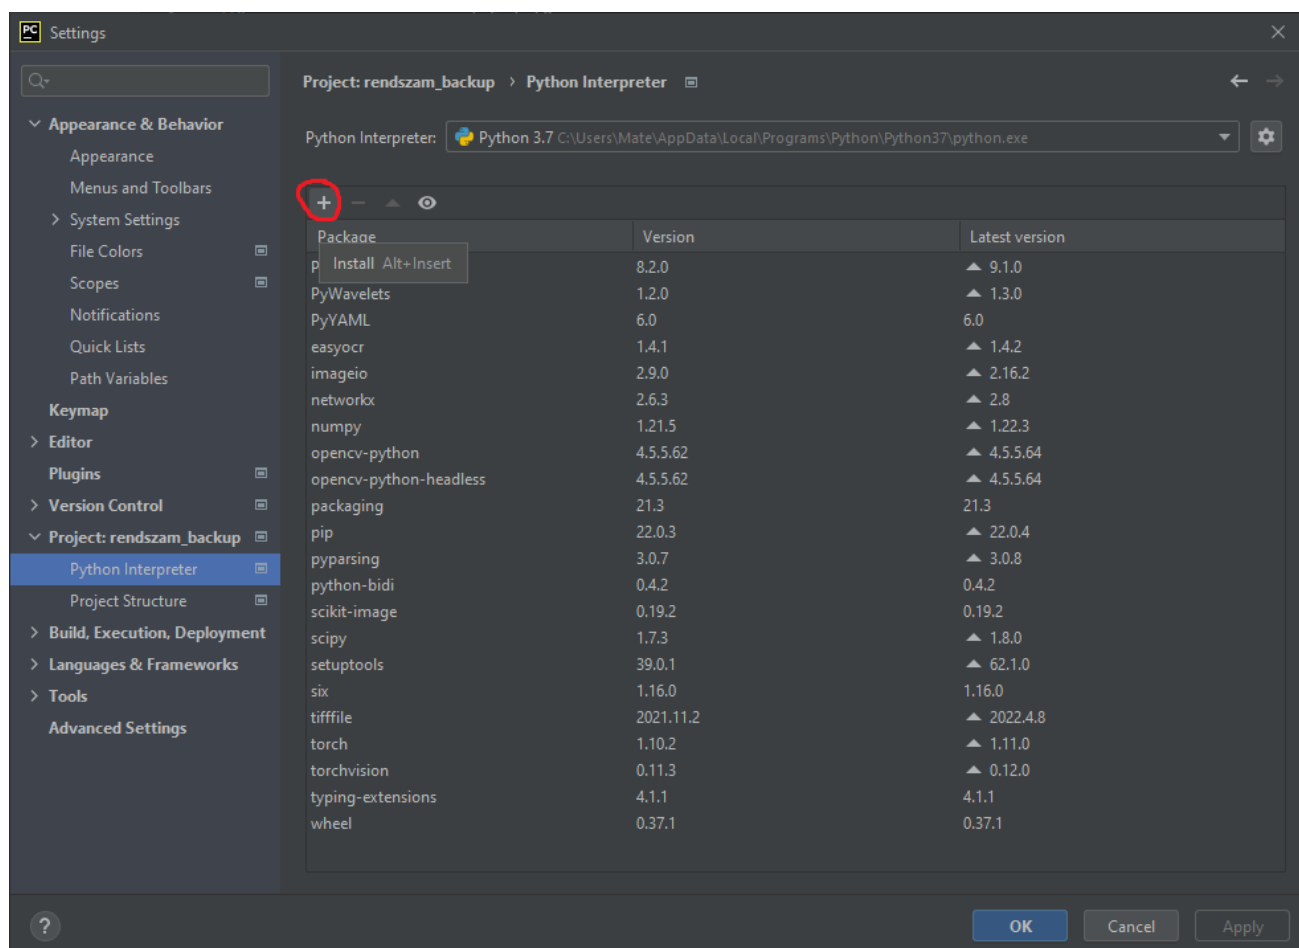 PC Settings
Project: rendszam_backup › Python Interpreter
Appearance & Behavior
Python Interpreter: Python 3.7 C:\Users\Mate\AppData\Local\Programs\Python\Python37\python.exe
Appearance
Menus and Toolbars
System Settings
File Colors
Scopes
Notifications
Quick Lists
Path Variables
Keymap
Editor
Plugins
Version Control
Project: rendszam_backup
Python Interpreter
Project Structure
Build, Execution, Deployment
Languages & Frameworks
Tools
Advanced Settings
Package Version Latest version
Install Alt+Insert
P 8.2.0 9.1.0
PyWavelets 1.2.0 1.3.0
PyYAML 6.0 6.0
easyocr 1.4.1 1.4.2
imageio 2.9.0 2.16.2
networkx 2.6.3 2.8
numpy 1.21.5 1.22.3
opencv-python 4.5.5.62 4.5.5.64
opencv-python-headless 4.5.5.62 4.5.5.64
packaging 21.3 21.3
pip 22.0.3 22.0.4
pyparsing 3.0.7 3.0.8
python-bidi 0.4.2 0.4.2
scikit-image 0.19.2 0.19.2
scipy 1.7.3 1.8.0
setuptools 39.0.1 62.1.0
six 1.16.0 1.16.0
tifffile 2021.11.2 2022.4.8
torch 1.10.2 1.11.0
torchvision 0.11.3 0.12.0
typing-extensions 4.1.1 4.1.1
wheel 0.37.1 0.37.1
? OK Cancel Apply